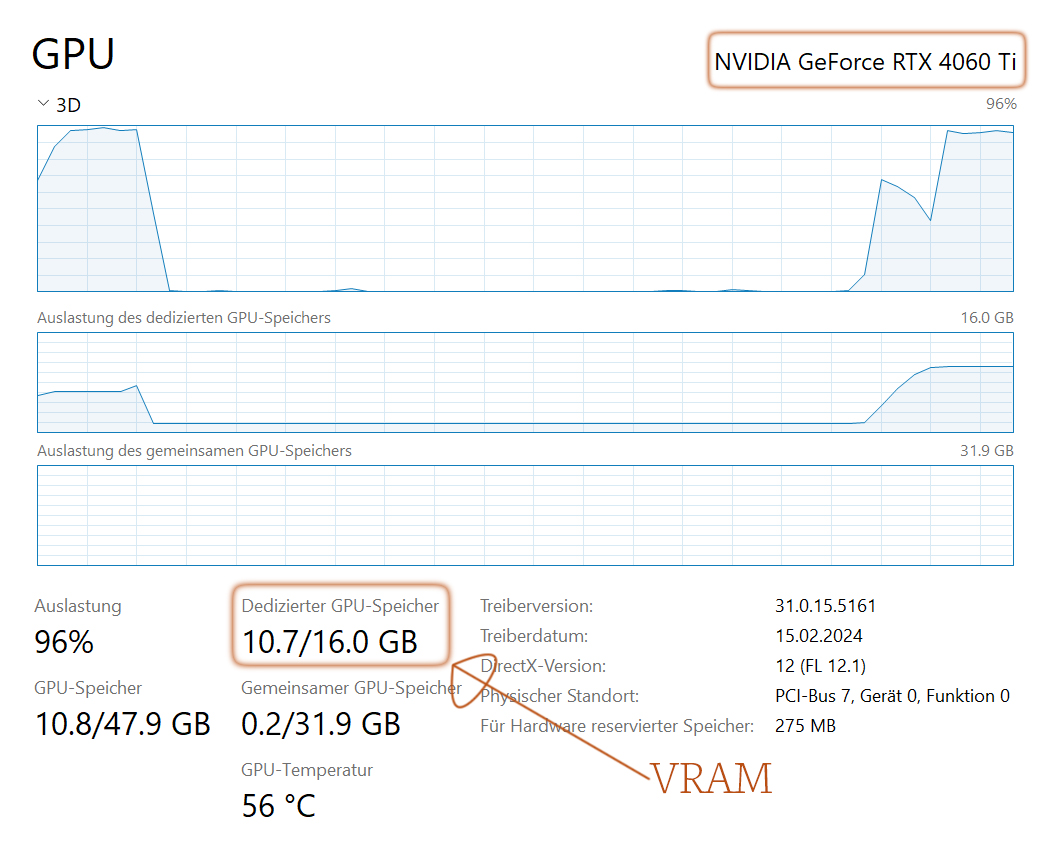 GPU
NVIDIA GeForce RTX 4060 Ti
3D
96%
Auslastung des dedizierten GPU-Speichers
16.0 GB
Auslastung des gemeinsamen GPU-Speichers
31.9 GB
Auslastung
96%
Dedizierter GPU-Speicher
10.7/16.0 GB
GPU-Speicher
10.8/47.9 GB
Gemeinsamer GPU-Speicher
0.2/31.9 GB
GPU-Temperatur
56 °C
Treiberversion: 31.0.15.5161
Treiberdatum: 15.02.2024
DirectX-Version: 12 (FL 12.1)
Physischer Standort: PCI-Bus 7, Gerät 0, Funktion 0
Für Hardware reservierter Speicher: 275 MB
VRAM